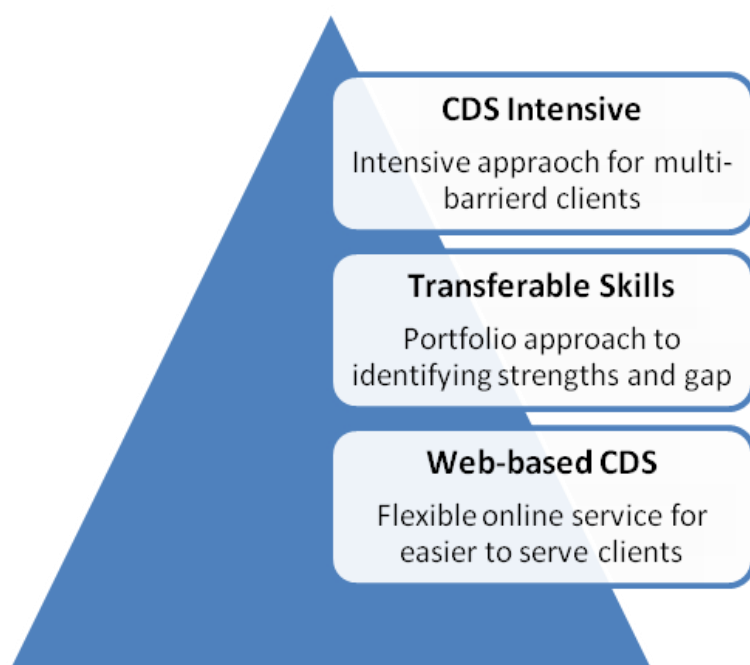 CDS Intensive
Intensive appraoch for multi-
barrierd clients
Transferable Skills
Portfolio approach to
identifying strengths and gap
Web-based CDS
Flexible online service for
easier to serve clients